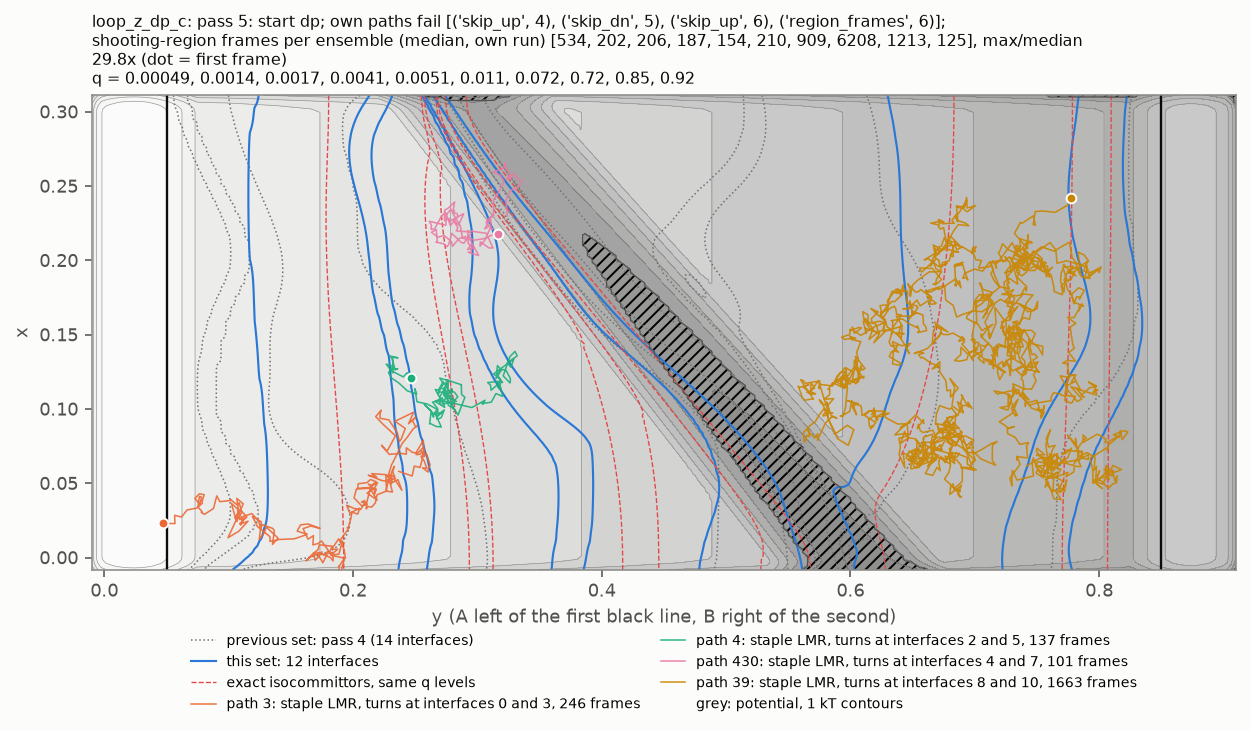 loop_z_dp_c: pass 5: start dp; own paths fail [('skip_up', 4), ('skip_dn', 5), ('skip_up', 6), ('region_frames', 6)];
shooting-region frames per ensemble (median, own run) [534, 202, 206, 187, 154, 210, 909, 6208, 1213, 125], max/median
29.8x (dot = first frame)
q = 0.00049, 0.0014, 0.0017, 0.0041, 0.0051, 0.011, 0.072, 0.72, 0.85, 0.92
0.30
0.25
0.20
x
0.15
0.10
0.05
0.00
0.0 0.2 0.4 0.6 0.8
y (A left of the first black line, B right of the second)
previous set: pass 4 (14 interfaces)
this set: 12 interfaces
exact isocommittors, same q levels
path 3: staple LMR, turns at interfaces 0 and 3, 246 frames
path 4: staple LMR, turns at interfaces 2 and 5, 137 frames
path 430: staple LMR, turns at interfaces 4 and 7, 101 frames
path 39: staple LMR, turns at interfaces 8 and 10, 1663 frames
grey: potential, 1 kT contours